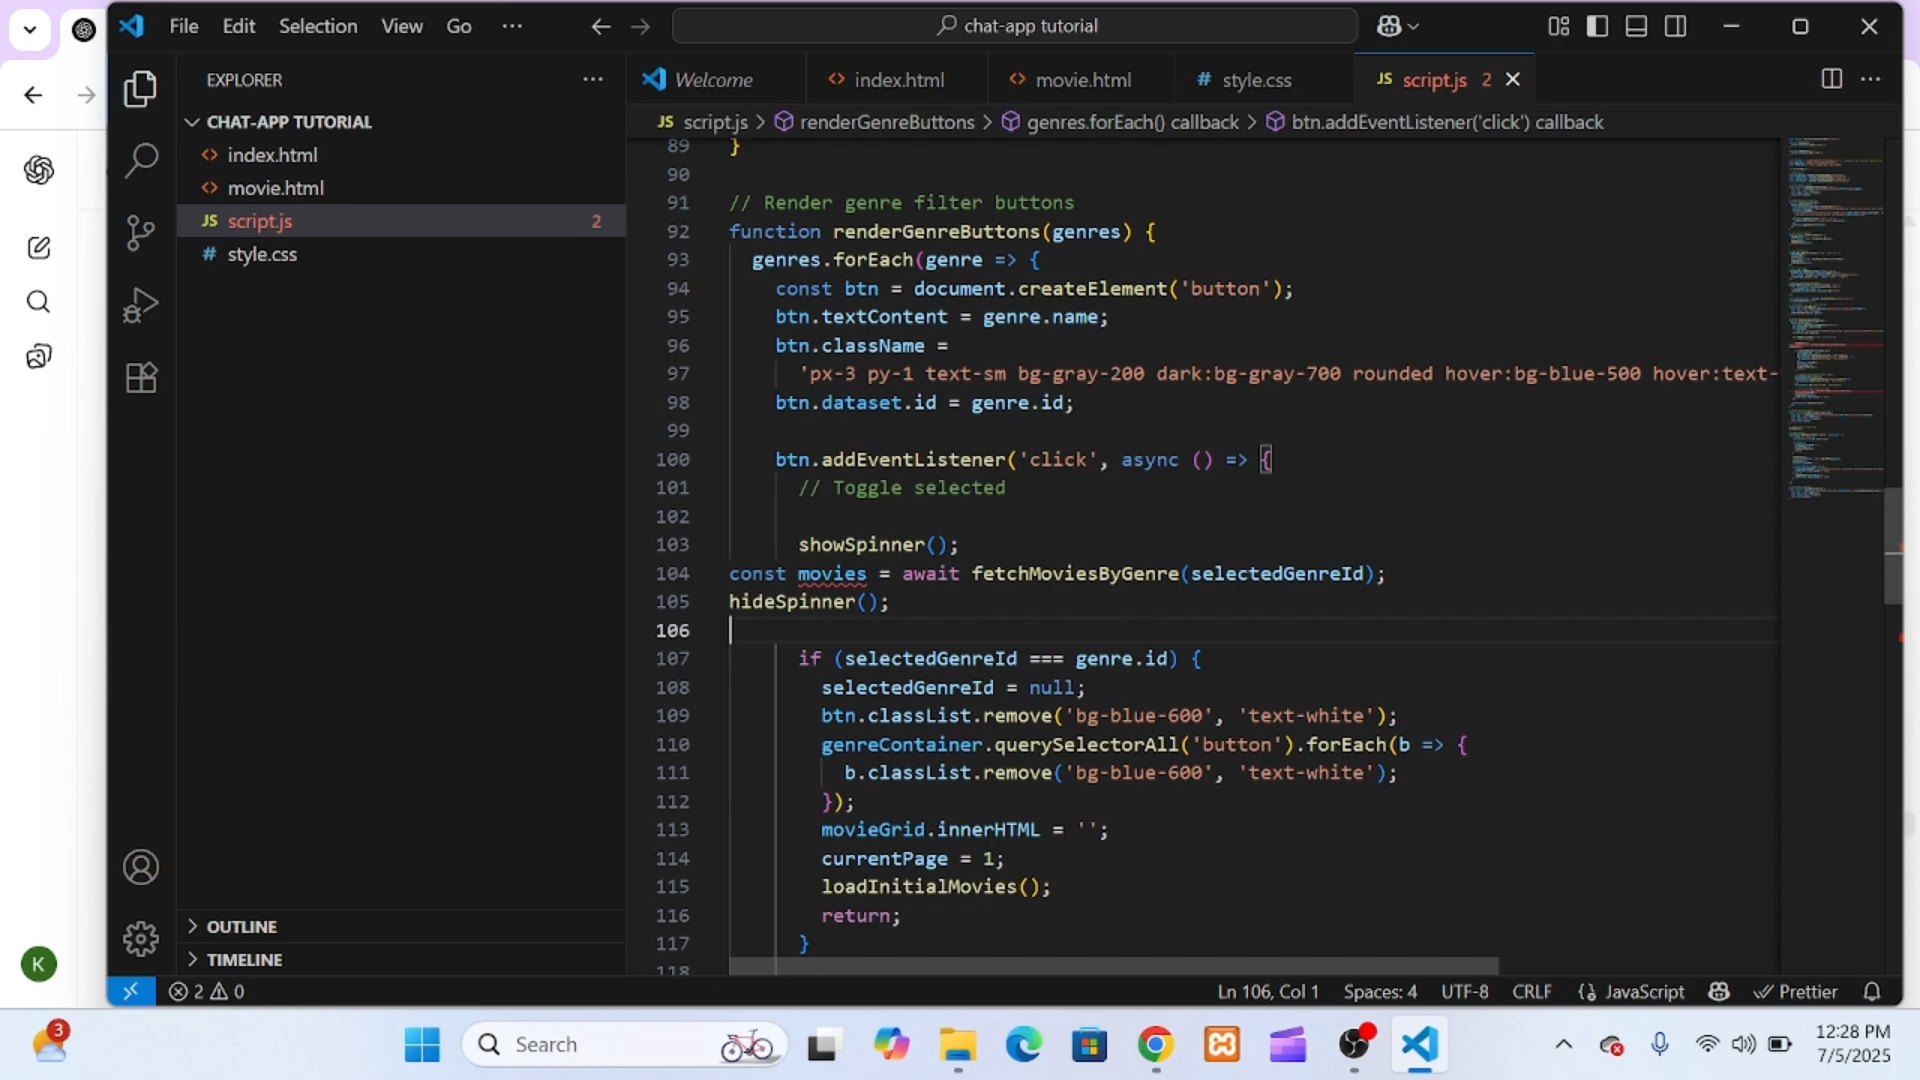 File Edit Selection View Go ··· chat-app tutorial
EXPLORER ···
Welcome index.html movie.html style.css JS script.js 2
CHAT-APP TUTORIAL
JS script.js > renderGenreButtons > genres.forEach() callback > btn.addEventListener('click') callback
index.html
movie.html
JS script.js 2
# style.css
89 }
90
91 // Render genre filter buttons
92 function renderGenreButtons(genres) {
93 genres.forEach(genre => {
94 const btn = document.createElement('button');
95 btn.textContent = genre.name;
96 btn.className =
97 'px-3 py-1 text-sm bg-gray-200 dark:bg-gray-700 rounded hover:bg-blue-500 hover:text-
98 btn.dataset.id = genre.id;
99
100 btn.addEventListener('click', async () => {
101 // Toggle selected
102
103 showSpinner();
104 const movies = await fetchMoviesByGenre(selectedGenreId);
105 hideSpinner();
106
107 if (selectedGenreId === genre.id) {
108 selectedGenreId = null;
109 btn.classList.remove('bg-blue-600', 'text-white');
110 genreContainer.querySelectorAll('button').forEach(b => {
111 b.classList.remove('bg-blue-600', 'text-white');
112 });
113 movieGrid.innerHTML = '';
114 currentPage = 1;
115 loadInitialMovies();
116 return;
117 }
118
OUTLINE
TIMELINE
K
2 0 Ln 106, Col 1 Spaces: 4 UTF-8 CRLF {} JavaScript Prettier
3 Search 12:28 PM
7/5/2025